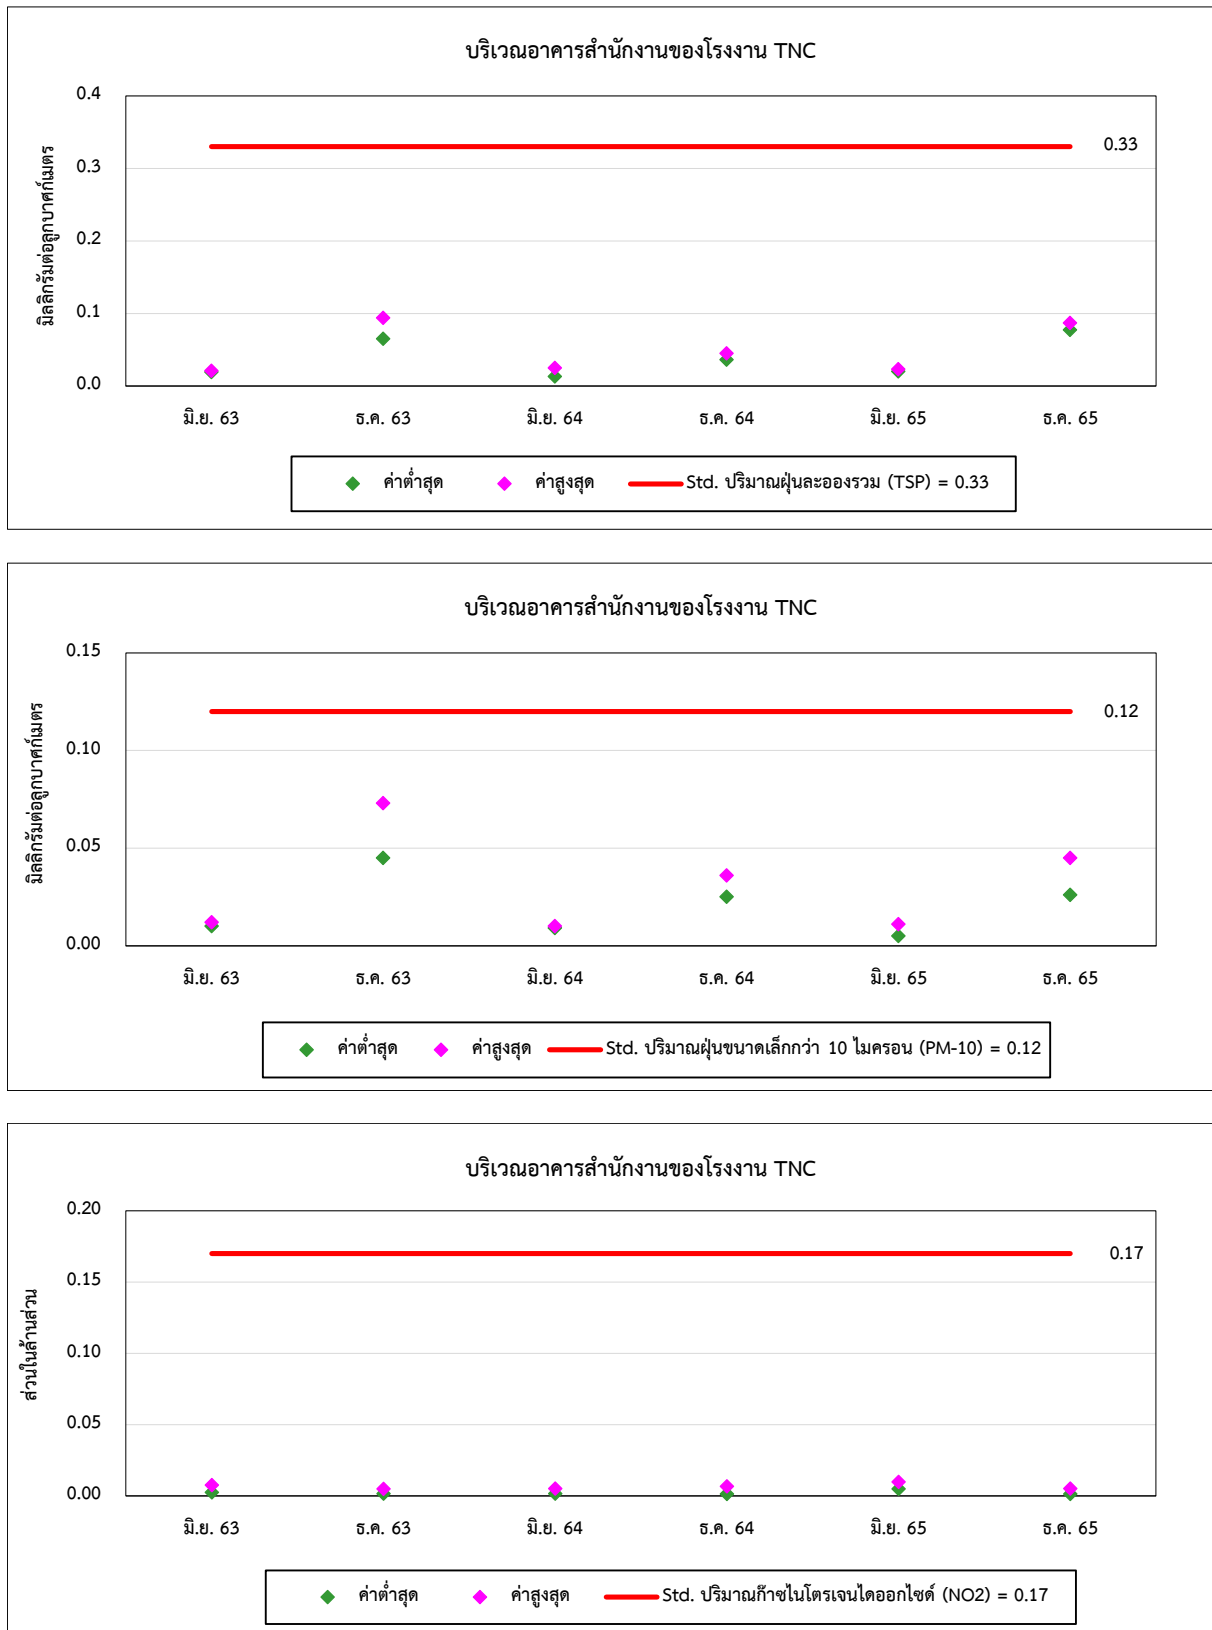 บริเวณอาคารสำนักงานของโรงงาน TNC
0.4
0.33
0.3
มิลลิกรัมต่อลูกบาศก์เมตร
0.2
0.1
0.0
มิ.ย. 63 ธ.ค. 63 มิ.ย. 64 ธ.ค. 64 มิ.ย. 65 ธ.ค. 65
ค่าต่ำสุด ค่าสูงสุด Std. ปริมาณฝุ่นละอองรวม (TSP) = 0.33
บริเวณอาคารสำนักงานของโรงงาน TNC
0.15
0.12
มิลลิกรัมต่อลูกบาศก์เมตร
0.10
0.05
0.00
มิ.ย. 63 ธ.ค. 63 มิ.ย. 64 ธ.ค. 64 มิ.ย. 65 ธ.ค. 65
ค่าต่ำสุด ค่าสูงสุด Std. ปริมาณฝุ่นขนาดเล็กกว่า 10 ไมครอน (PM-10) = 0.12
บริเวณอาคารสำนักงานของโรงงาน TNC
0.20
0.17
0.15
ส่วนในล้านส่วน
0.10
0.05
0.00
มิ.ย. 63 ธ.ค. 63 มิ.ย. 64 ธ.ค. 64 มิ.ย. 65 ธ.ค. 65
ค่าต่ำสุด ค่าสูงสุด Std. ปริมาณก๊าซไนโตรเจนไดออกไซด์ (NO2) = 0.17